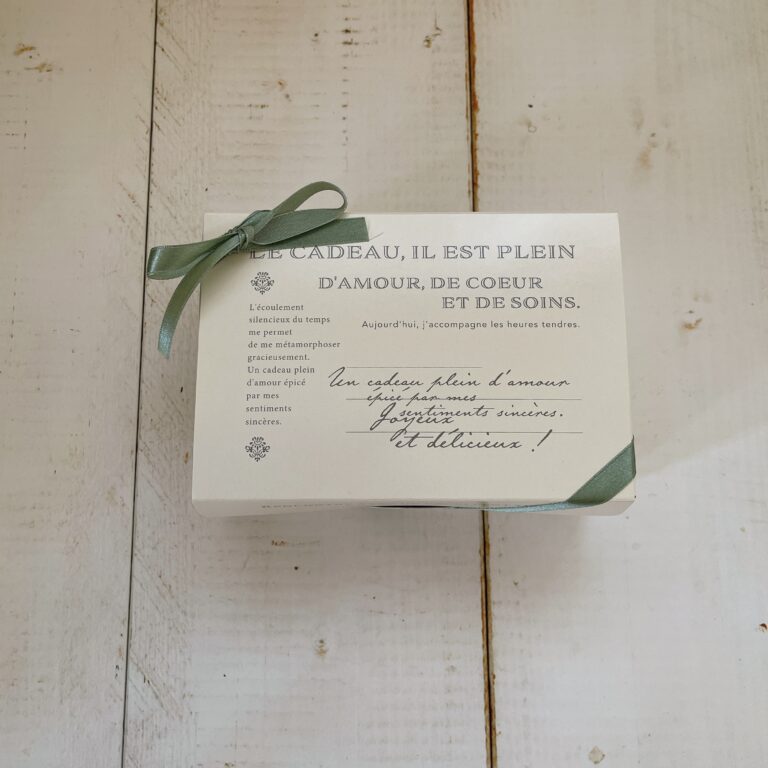 LE CADEAU, IL EST PLEIN
D'AMOUR, DE COEUR
ET DE SOINS.
Aujourd'hui, j'accompagne les heures tendres.
L'écoulement
silencieux du temps
me permet
de me métamorphoser
gracieusement.
Un cadeau plein
d'amour épicé
par mes
sentiments
sincères.
Un cadeau plein d'amour
épicé par mes
sentiments sincères.
Joyeux
et délicieux !